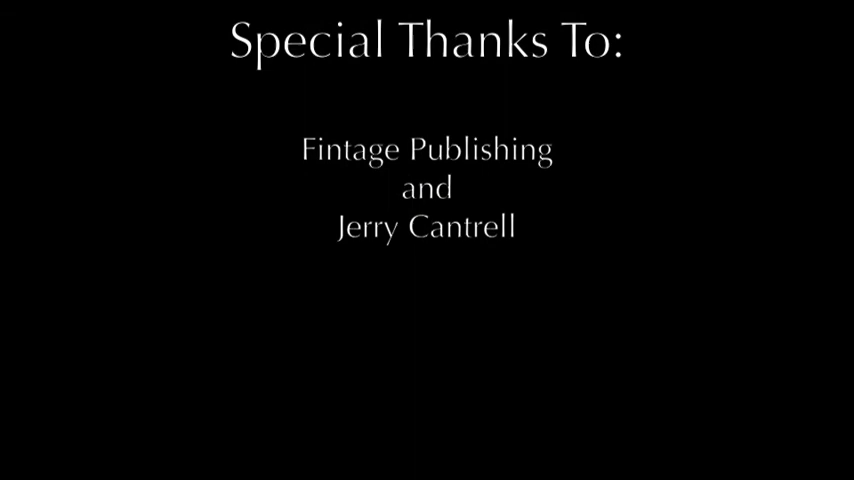 Special Thanks To:
Fintage Publishing
and
Jerry Cantrell